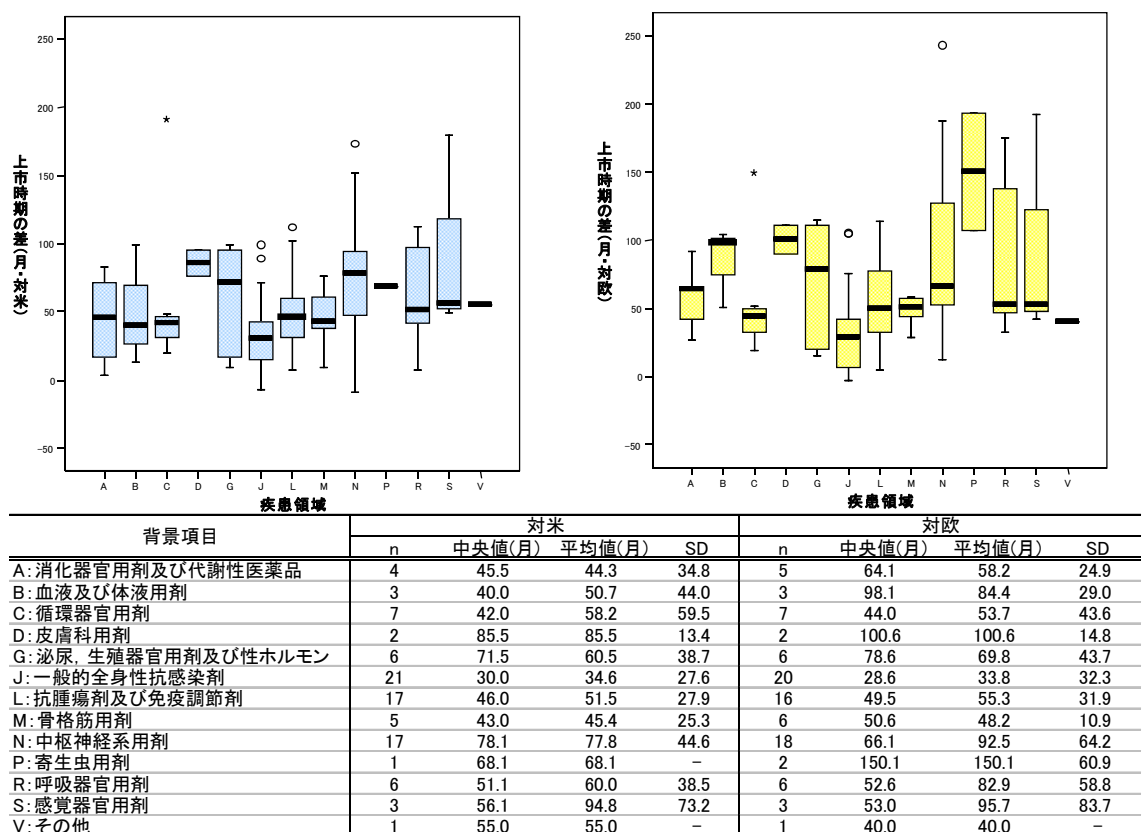 250
200
150
100
50
0
-50
上市時期の差(月・対米)
A B C D G J L M N P R S V
疾患領域
250
200
150
100
50
0
-50
上市時期の差(月・対欧)
A B C D G J L M N P R S V
疾患領域
背景項目 対米 対欧
n 中央値(月) 平均値(月) SD n 中央値(月) 平均値(月) SD
A:消化器官用剤及び代謝性医薬品 4 45.5 44.3 34.8 5 64.1 58.2 24.9
B:血液及び体液用剤 3 40.0 50.7 44.0 3 98.1 84.4 29.0
C:循環器官用剤 7 42.0 58.2 59.5 7 44.0 53.7 43.6
D:皮膚科用剤 2 85.5 85.5 13.4 2 100.6 100.6 14.8
G:泌尿，生殖器官用剤及び性ホルモン 6 71.5 60.5 38.7 6 78.6 69.8 43.7
J:一般的全身性抗感染剤 21 30.0 34.6 27.6 20 28.6 33.8 32.3
L:抗腫瘍剤及び免疫調節剤 17 46.0 51.5 27.9 16 49.5 55.3 31.9
M:骨格筋用剤 5 43.0 45.4 25.3 6 50.6 48.2 10.9
N:中枢神経系用剤 17 78.1 77.8 44.6 18 66.1 92.5 64.2
P:寄生虫用剤 1 68.1 68.1 － 2 150.1 150.1 60.9
R:呼吸器官用剤 6 51.1 60.0 38.5 6 52.6 82.9 58.8
S:感覚器官用剤 3 56.1 94.8 73.2 3 53.0 95.7 83.7
V:その他 1 55.0 55.0 － 1 40.0 40.0 －